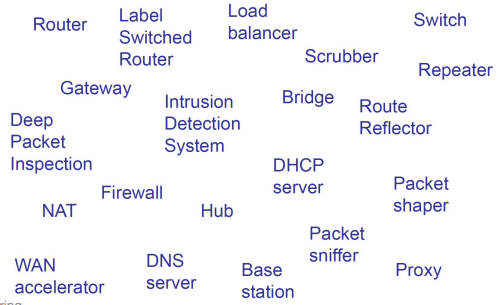 Router
Label
Switched
Router
Load
balancer
Switch
Scrubber
Repeater
Gateway
Intrusion
Detection
System
Bridge
Route
Reflector
Deep
Packet
Inspection
DHCP
server
Packet
shaper
Firewall
NAT
Hub
Packet
sniffer
WAN
accelerator
DNS
server
Base
station
Proxy